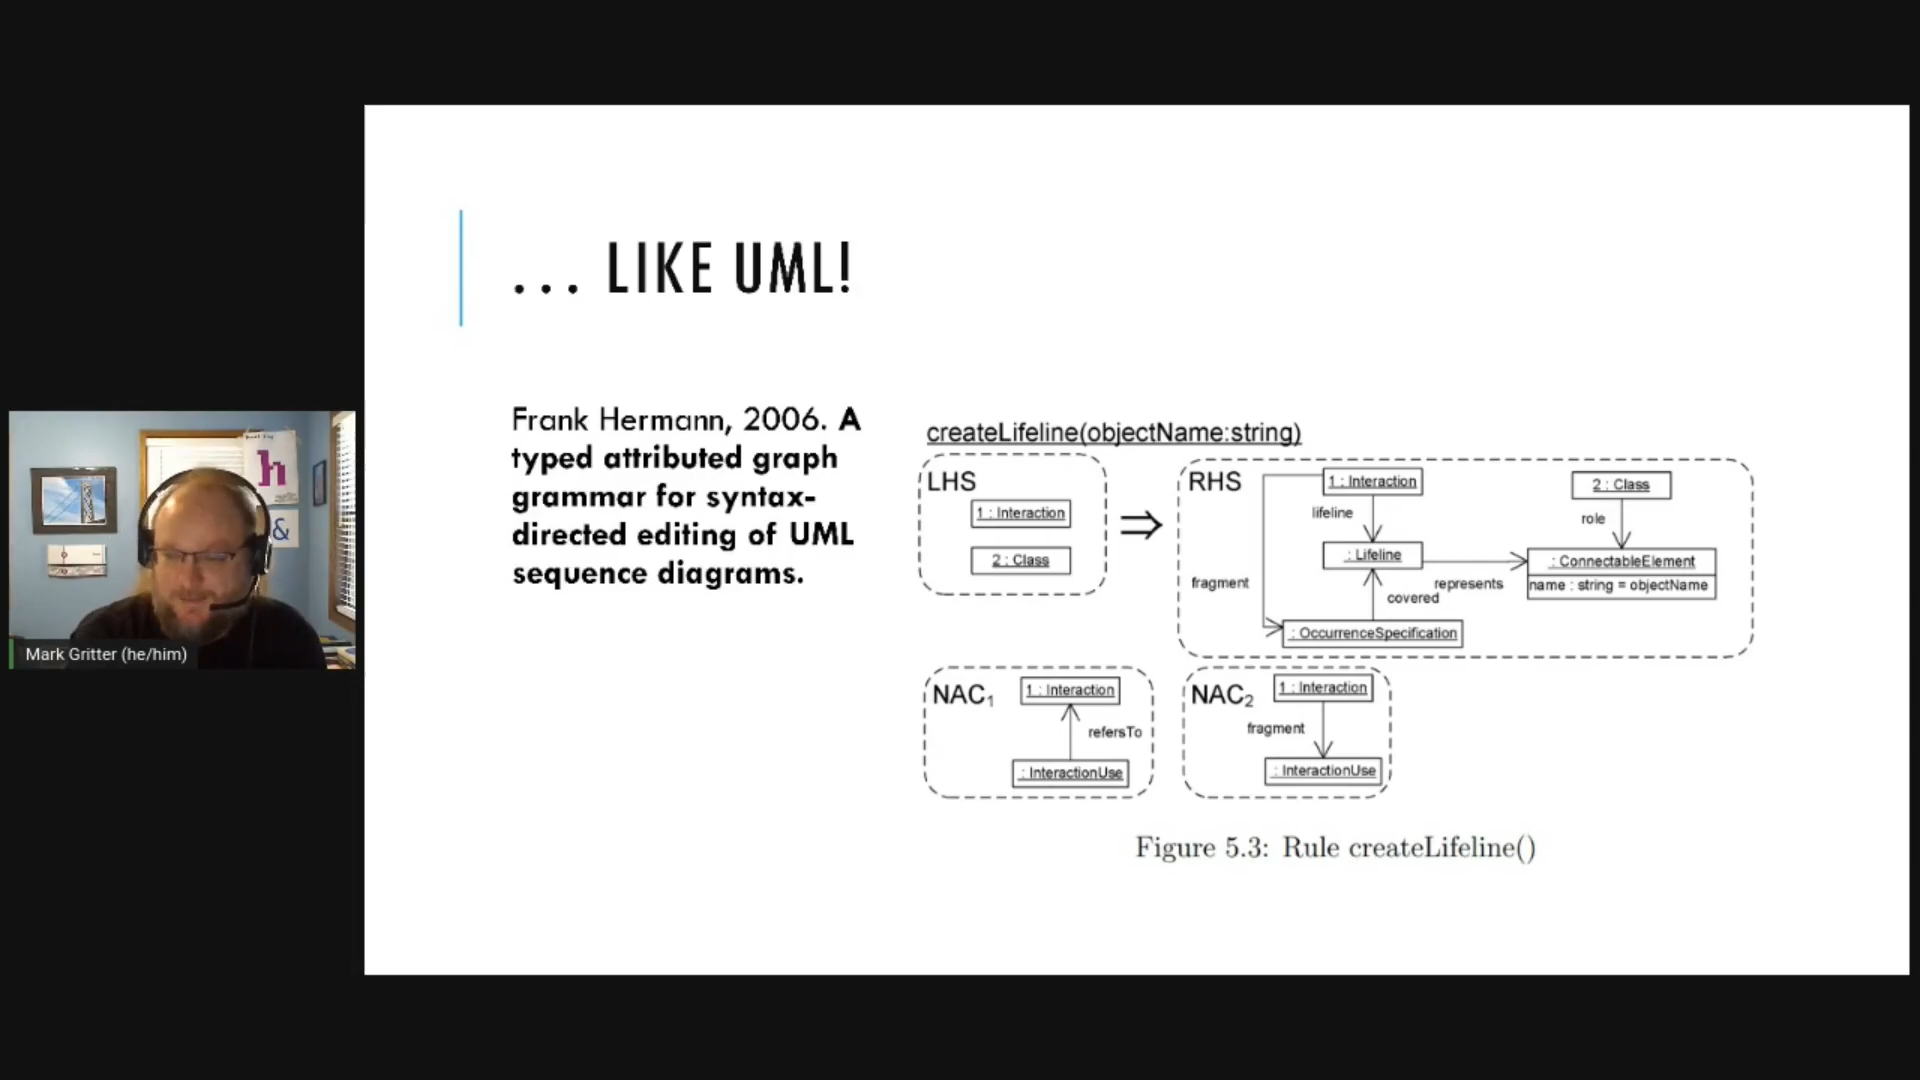 ... LIKE UML!
Frank Hermann, 2006. A
typed attributed graph
grammar for syntax-
directed editing of UML
sequence diagrams.
createLifeline(objectName:string)
LHS
1 : Interaction
2 : Class
⇒
RHS
1 : Interaction
2 : Class
lifeline
role
: Lifeline
: ConnectableElement
name : string = objectName
fragment
represents
covered
: OccurrenceSpecification
NAC1
1 : Interaction
refersTo
: InteractionUse
NAC2
1 : Interaction
fragment
: InteractionUse
Figure 5.3: Rule createLifeline()
h
&
Mark Gritter (he/him)